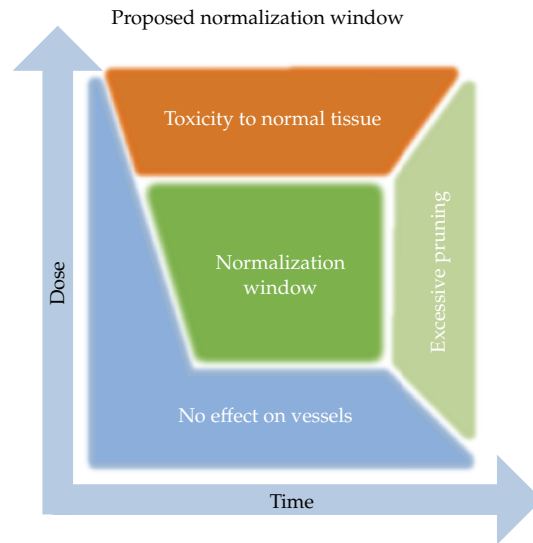 Proposed normalization window
Toxicity to normal tissue
Normalization
window
Excessive pruning
Dose
No effect on vessels
Time